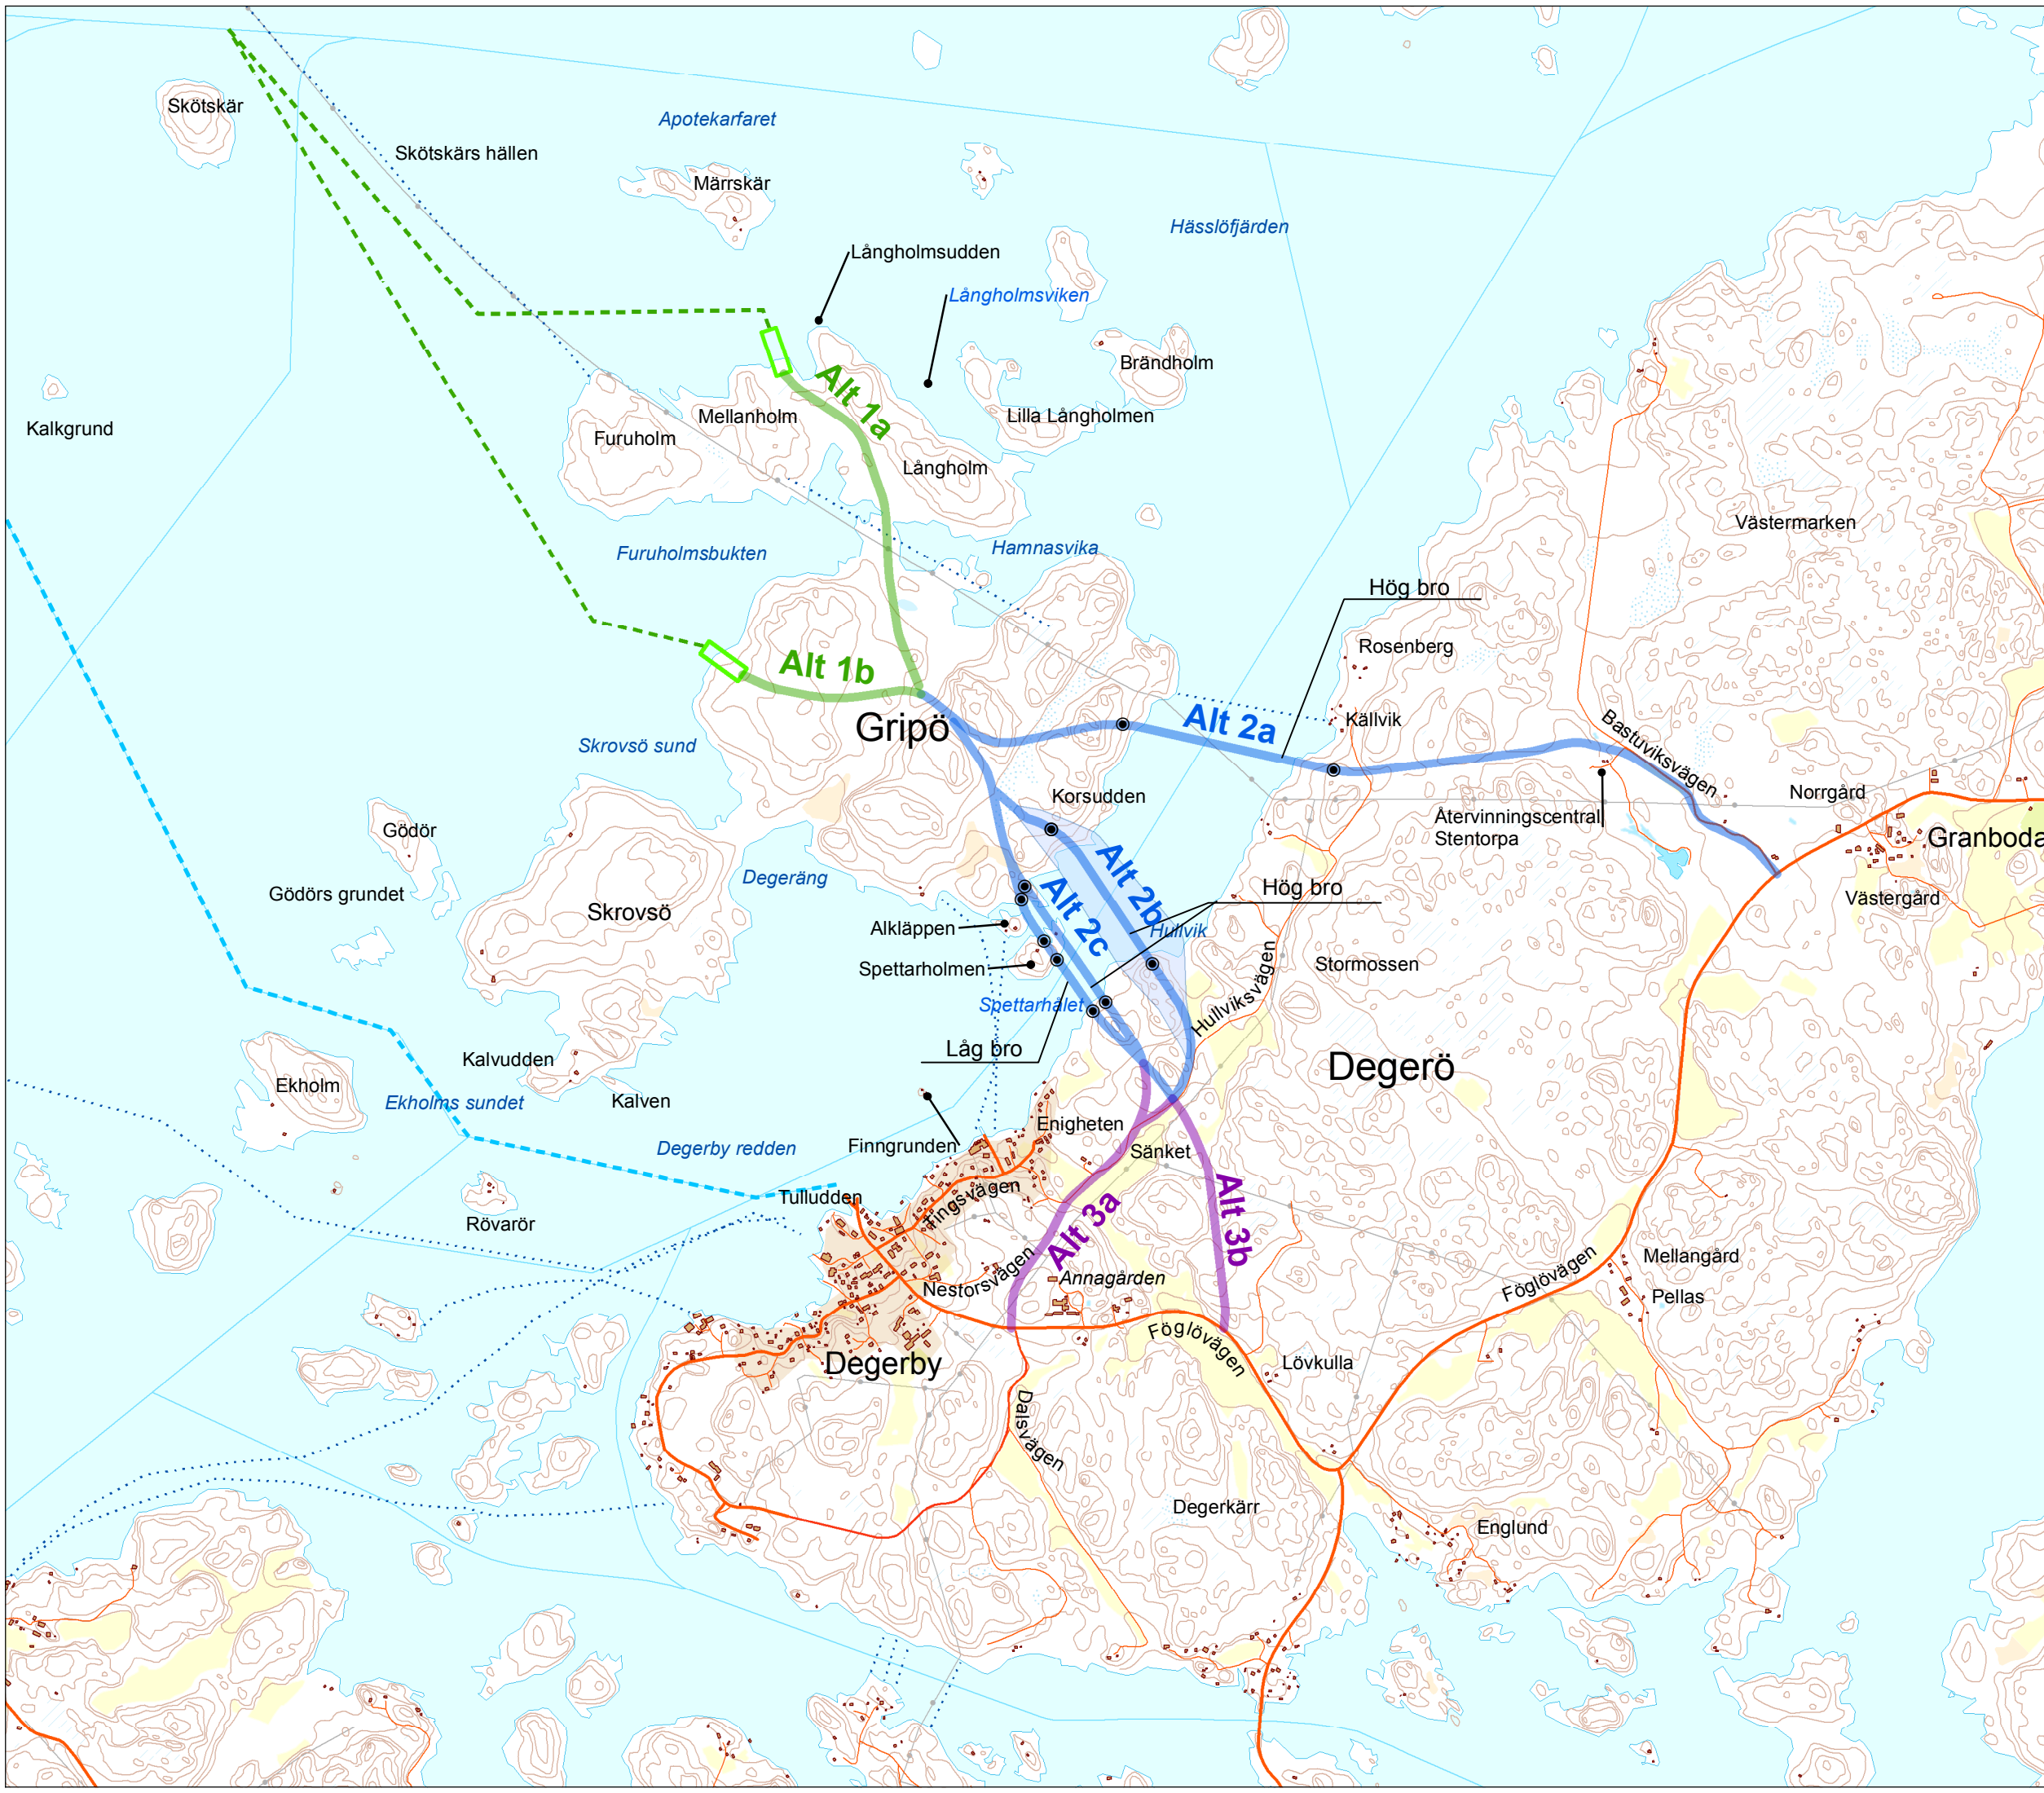 Skötskär
Apotekarfaret
Skötskärs hällen
Märrskär
Hässlöfjärden
Långholmsudden
Långholmsviken
Brändholm
Alt 1a
Mellanholm
Lilla Långholmen
Kalkgrund
Furuholm
Långholm
Västermarken
Furuholmsbukten
Hamnasvika
Hög bro
Rosenberg
Alt 1b
Gripö
Alt 2a
Källvik
Bastuviksvägen
Skrovsö sund
Korsudden
Norrgård
Återvinningscentral
Stentorpa
Gödör
Granboda
Alt 2b
Degeräng
Hög bro
Gödörs grundet
Västergård
Skrovsö
Alt 2c
Alkläppen
Hullvik
Spettarholmen
Stormossen
Spettarhålet
Hullviksvägen
Låg bro
Kalvudden
Degerö
Ekholm
Ekholms sundet
Kalven
Enigheten
Finngrunden
Degerby redden
Sänket
Tulludden
Tingsvägen
Rövarör
Alt 3a
Alt 3b
Nestorsvägen
Annagården
Föglövägen
Mellangård
Pellas
Föglövägen
Degerby
Lövkulla
Dalsvägen
Degerkärr
Englund